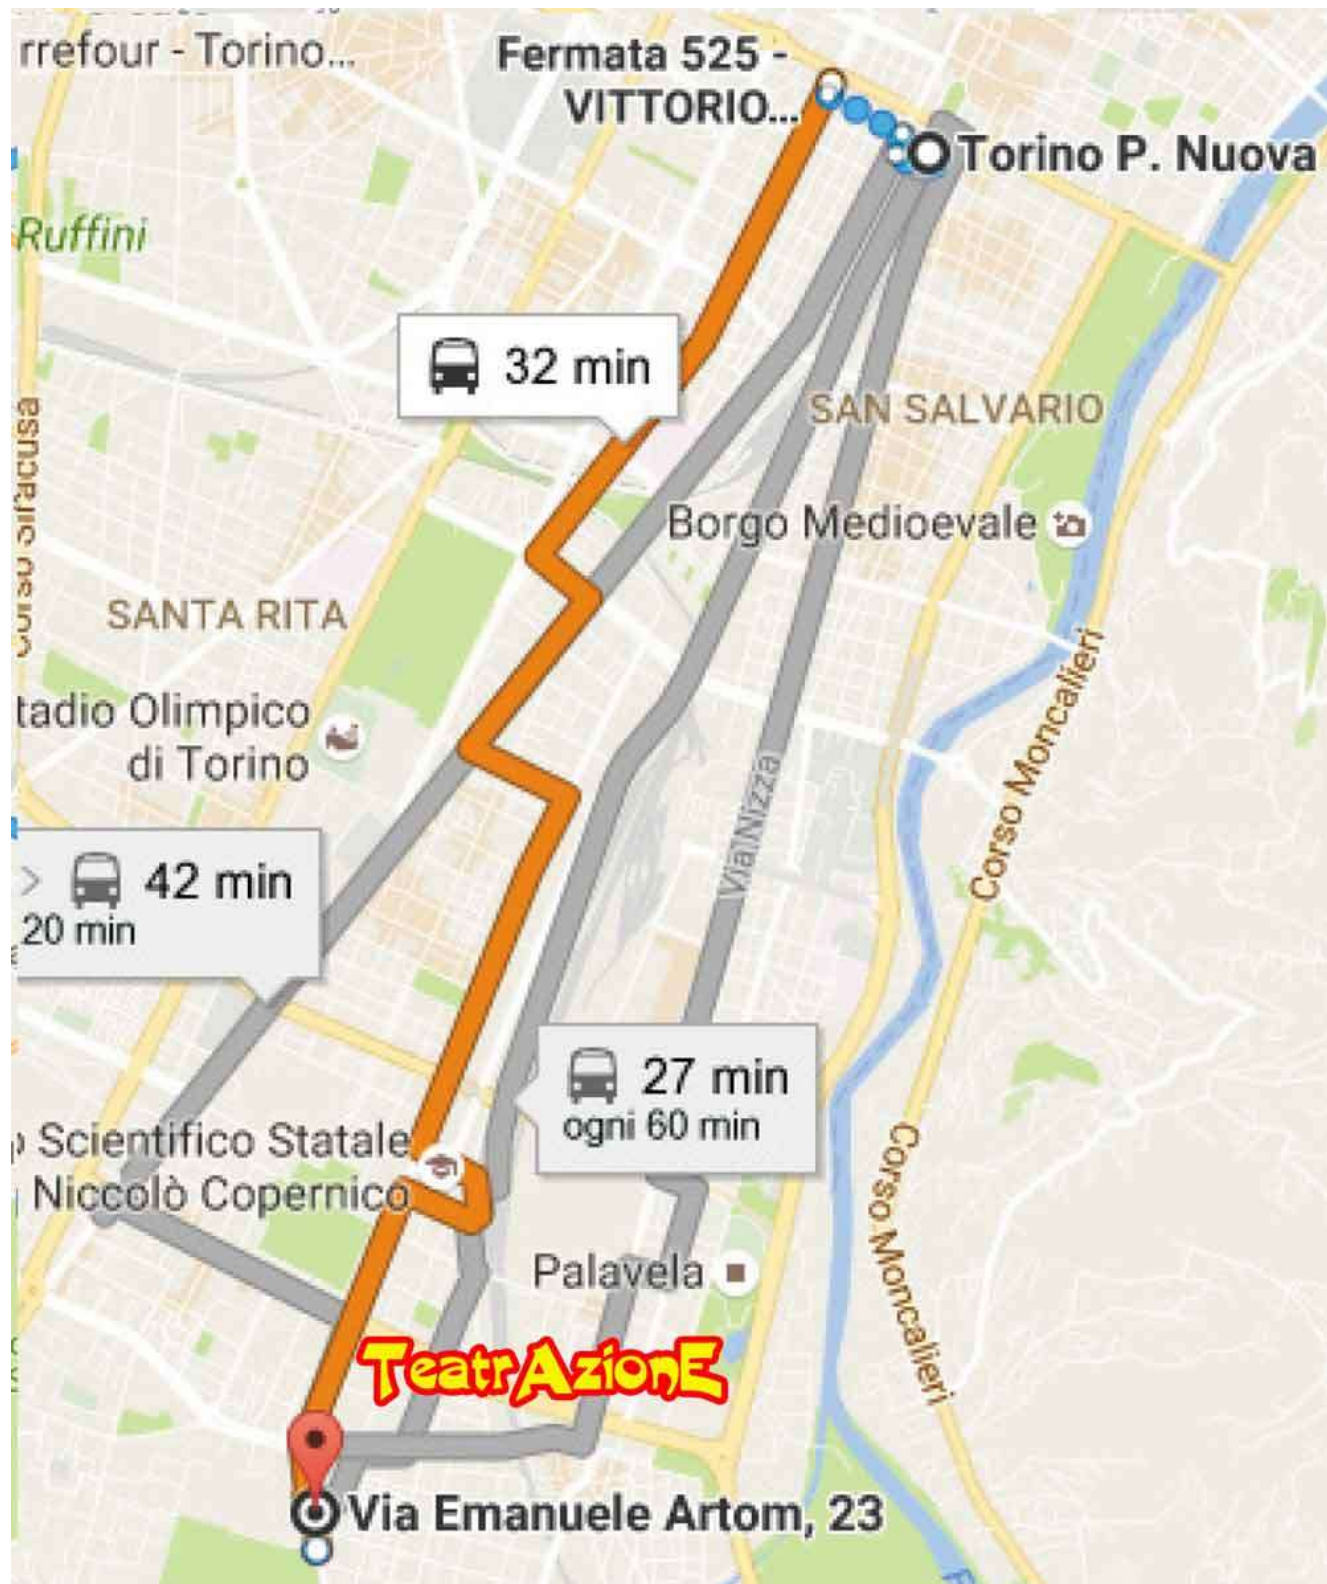 rrefour - Torino...
Fermata 525 -
VITTORIO...
Torino P. Nuova
Ruffini
32 min
SAN SALVARIO
Borgo Medioevale
SANTA RITA
Corso Siracusa
tadio Olimpico
di Torino
Corso Moncalieri
Via Nizza
> 42 min
20 min
27 min
ogni 60 min
o Scientifico Statale
Niccolò Copernico
Corso Moncalieri
Palavela
TeatrAzionE
Via Emanuele Artom, 23